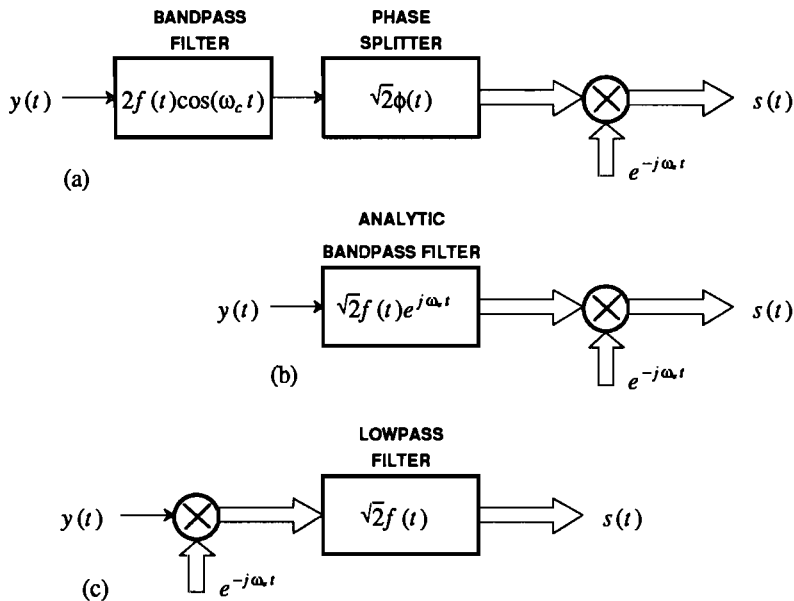 BANDPASS FILTER
PHASE SPLITTER
y(t)
2f(t)cos(ω_c t)
√2ϕ(t)
s(t)
e^{-jω_c t}
(a)
ANALYTIC BANDPASS FILTER
y(t)
√2f(t)e^{jω_c t}
s(t)
e^{-jω_c t}
(b)
LOWPASS FILTER
y(t)
√2f(t)
s(t)
e^{-jω_c t}
(c)